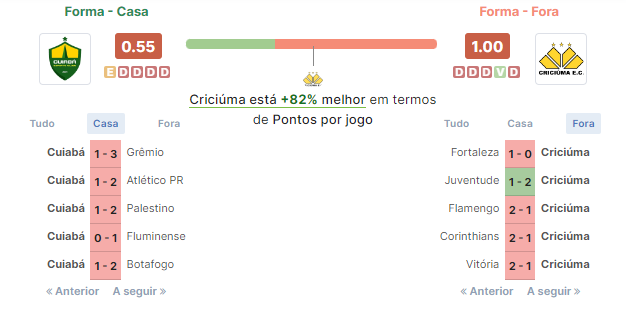 Forma - Casa
Forma - Fora
CUIABÁ
0.55
E D D D D
1.00
D D D V D
CRICIÚMA E.C.
Criciúma está +82% melhor em termos
de Pontos por jogo
Tudo Casa Fora
Tudo Casa Fora
Cuiabá 1 - 3 Grêmio
Cuiabá 1 - 2 Atlético PR
Cuiabá 1 - 2 Palestino
Cuiabá 0 - 1 Fluminense
Cuiabá 1 - 2 Botafogo
« Anterior A seguir »
Fortaleza 1 - 0 Criciúma
Juventude 1 - 2 Criciúma
Flamengo 2 - 1 Criciúma
Corinthians 2 - 1 Criciúma
Vitória 2 - 1 Criciúma
« Anterior A seguir »